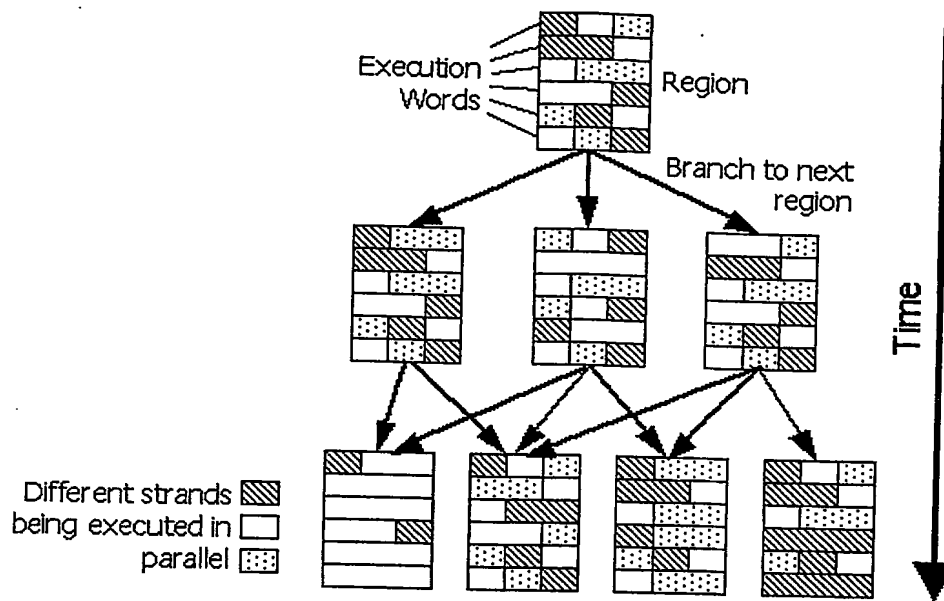 Execution
Words
Region
Branch to next
region
Time
Different strands
being executed in
parallel